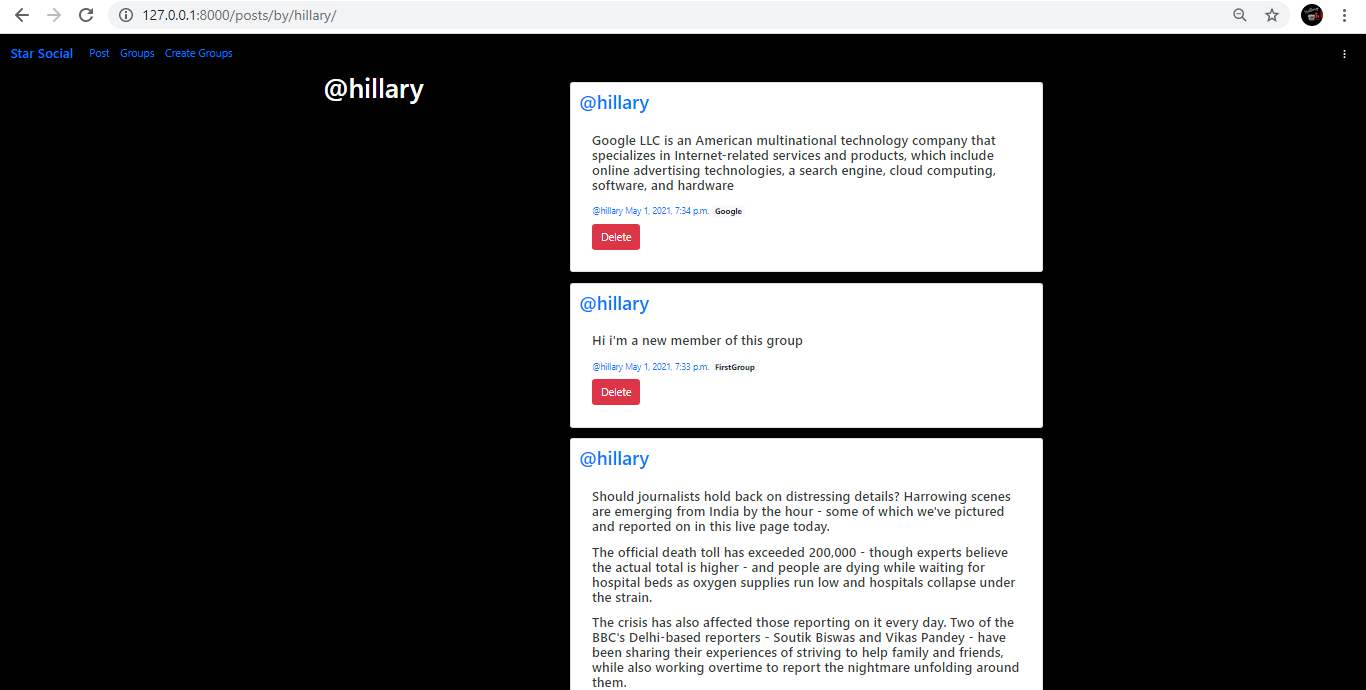 127.0.0.1:8000/posts/by/hillary/
Star Social Post Groups Create Groups
@hillary
@hillary
Google LLC is an American multinational technology company that
specializes in Internet-related services and products, which include
online advertising technologies, a search engine, cloud computing,
software, and hardware
@hillary May 1, 2021, 7:34 p.m. Google
Delete
@hillary
Hi i'm a new member of this group
@hillary May 1, 2021, 7:33 p.m. FirstGroup
Delete
@hillary
Should journalists hold back on distressing details? Harrowing scenes
are emerging from India by the hour - some of which we've pictured
and reported on in this live page today.
The official death toll has exceeded 200,000 - though experts believe
the actual total is higher - and people are dying while waiting for
hospital beds as oxygen supplies run low and hospitals collapse under
the strain.
The crisis has also affected those reporting on it every day. Two of the
BBC's Delhi-based reporters - Soutik Biswas and Vikas Pandey - have
been sharing their experiences of striving to help family and friends,
while also working overtime to report the nightmare unfolding around
them.